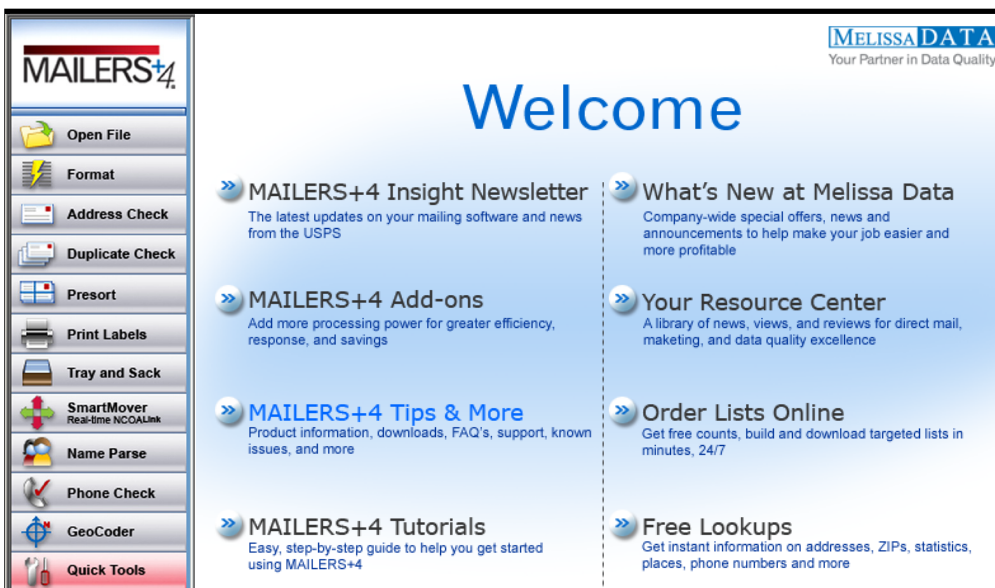 MAILERS+4
Open File
Format
Address Check
Duplicate Check
Presort
Print Labels
Tray and Sack
SmartMover
Real-time NCOALink
Name Parse
Phone Check
GeoCoder
Quick Tools
MELISSA DATA
Your Partner in Data Quality
Welcome
MAILERS+4 Insight Newsletter
The latest updates on your mailing software and news
from the USPS
MAILERS+4 Add-ons
Add more processing power for greater efficiency,
response, and savings
MAILERS+4 Tips & More
Product information, downloads, FAQ's, support, known
issues, and more
MAILERS+4 Tutorials
Easy, step-by-step guide to help you get started
using MAILERS+4
What's New at Melissa Data
Company-wide special offers, news and
announcements to help make your job easier and
more profitable
Your Resource Center
A library of news, views, and reviews for direct mail,
maketing, and data quality excellence
Order Lists Online
Get free counts, build and download targeted lists in
minutes, 24/7
Free Lookups
Get instant information on addresses, ZIPs, statistics,
places, phone numbers and more